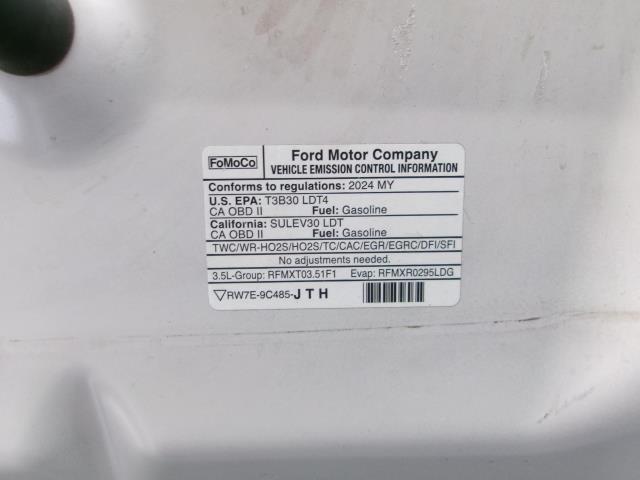 FoMoCo
Ford Motor Company
VEHICLE EMISSION CONTROL INFORMATION
Conforms to regulations: 2024 MY
U.S. EPA: T3B30 LDT4
CA OBD II Fuel: Gasoline
California: SULEV30 LDT
CA OBD II Fuel: Gasoline
TWC/WR-HO2S/HO2S/TC/CAC/EGR/EGRC/DFI/SFI
No adjustments needed.
3.5L-Group: RFMXT03.51F1 Evap: RFMXR0295LDG
▽RW7E-9C485-JTH